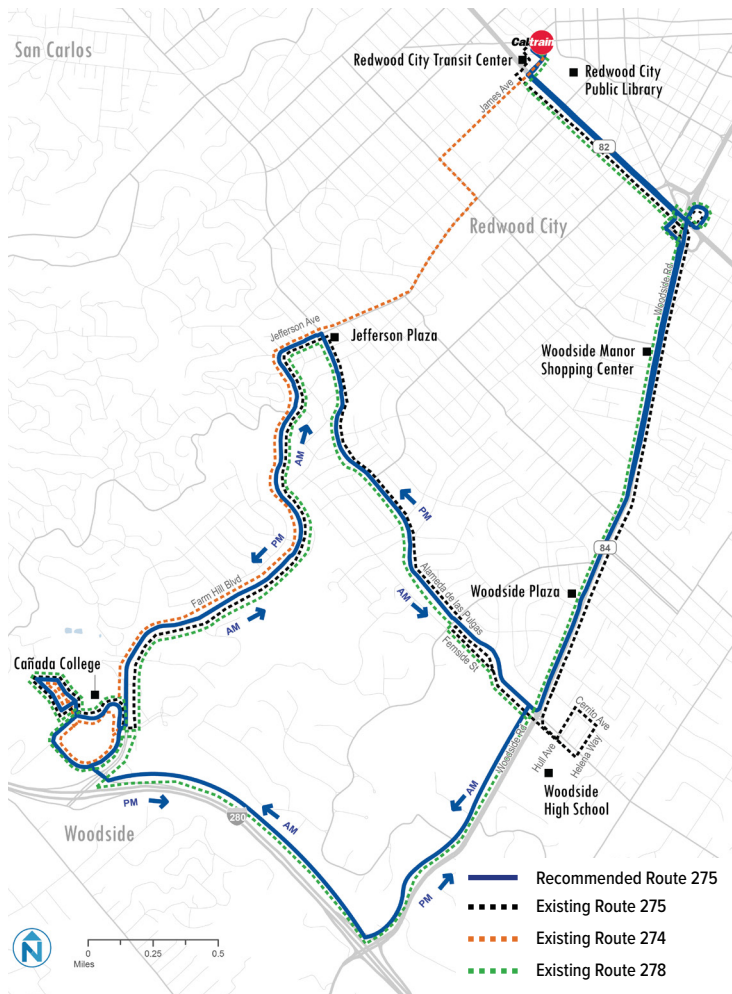 San Carlos
Caltrain
Redwood City Transit Center
Redwood City
Public Library
James Ave
82
Redwood City
Woodside Rd
Jefferson Ave
Jefferson Plaza
Woodside Manor
Shopping Center
AM
PM
PM
84
Farm Hill Blvd
Alameda de las Pulgas
Woodside Plaza
AM
AM
Fernside St
Cañada College
Cerrito Ave
Woodside Rd
Hull Ave
Helena Way
Woodside
High School
AM
PM
AM
280
Woodside
PM
Recommended Route 275
Existing Route 275
Existing Route 274
Existing Route 278
N
0 0.25 0.5
Miles